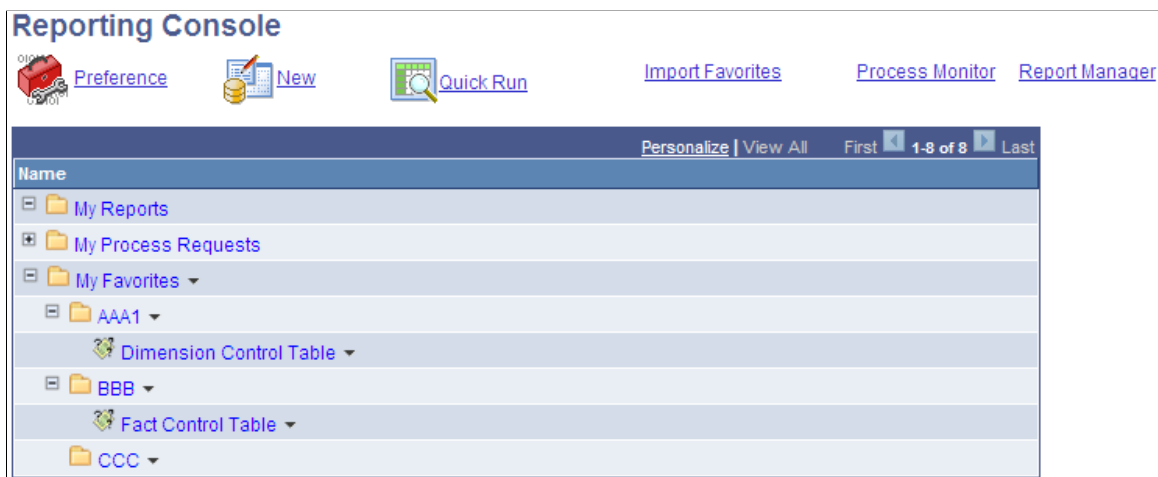 Reporting Console
Preference New Quick Run Import Favorites Process Monitor Report Manager
Personalize | View All First 1-8 of 8 Last
Name
My Reports
My Process Requests
My Favorites
AAA1
Dimension Control Table
BBB
Fact Control Table
CCC